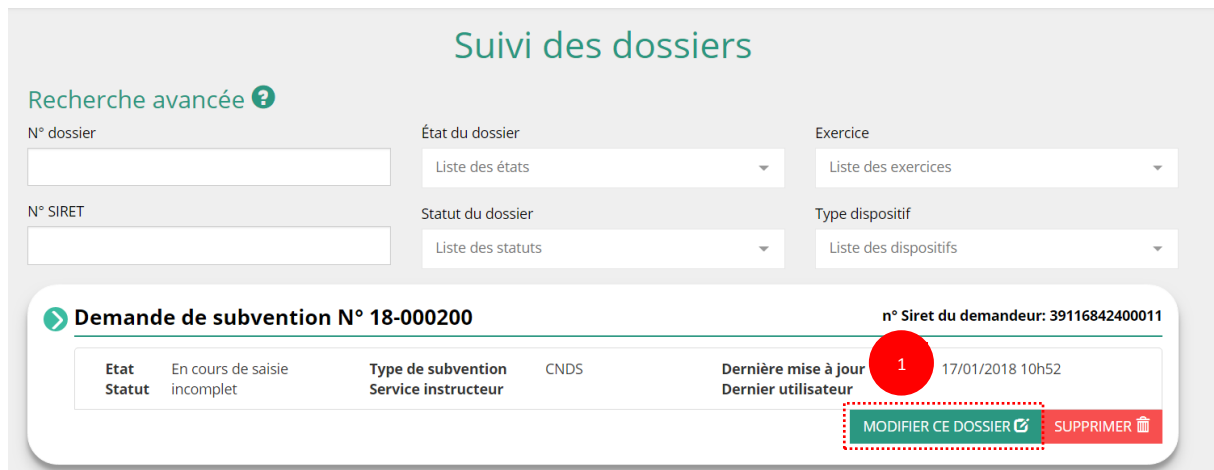 Suivi des dossiers
Recherche avancée ?
N° dossier
État du dossier
Exercice
Liste des états
Liste des exercices
N° SIRET
Statut du dossier
Type dispositif
Liste des statuts
Liste des dispositifs
Demande de subvention N° 18-000200
n° Siret du demandeur: 39116842400011
Etat En cours de saisie Type de subvention CNDS Dernière mise à jour 1 17/01/2018 10h52
Statut incomplet Service instructeur Dernier utilisateur
MODIFIER CE DOSSIER SUPPRIMER